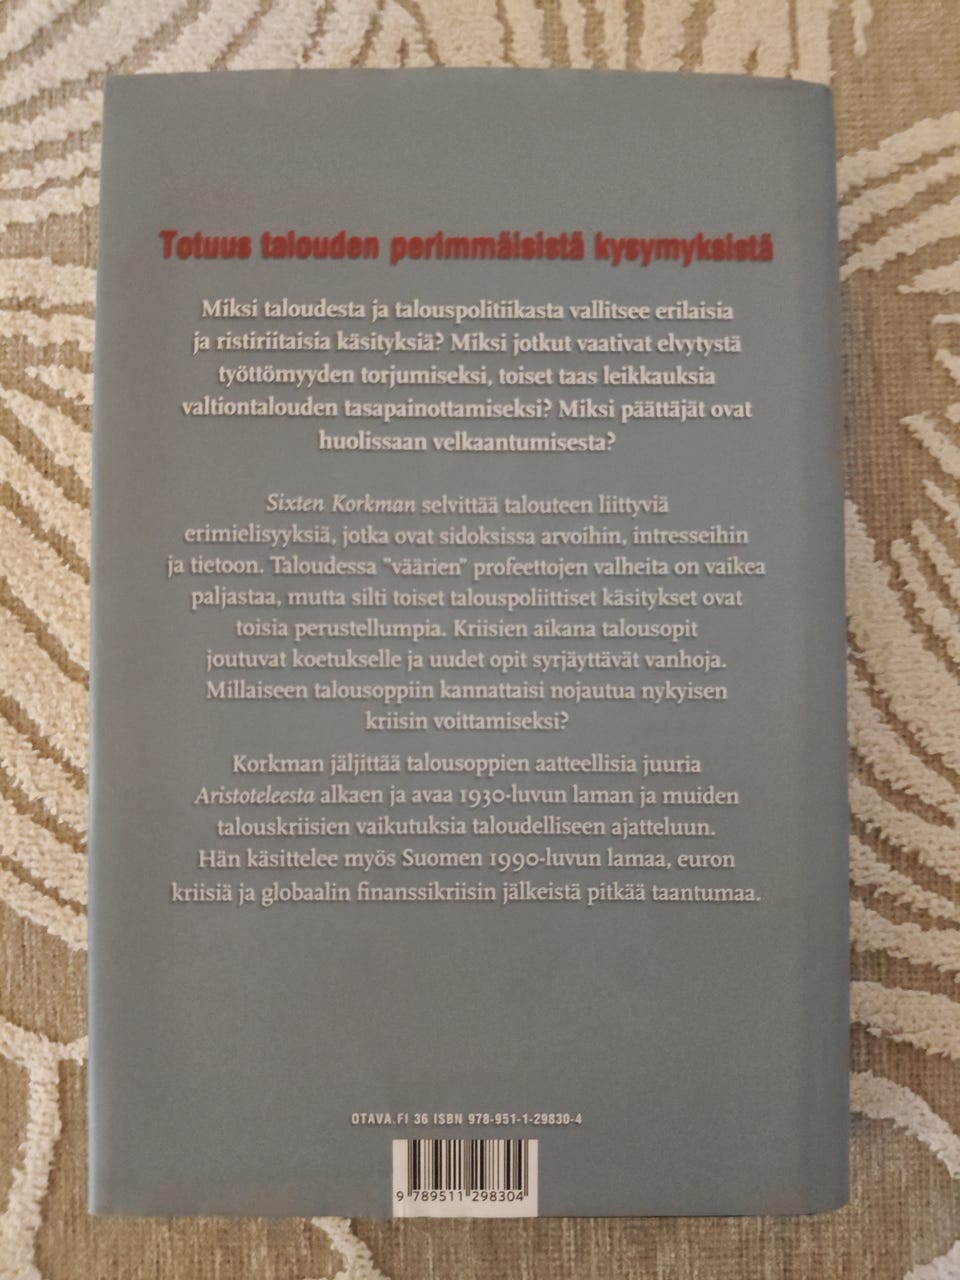 Totuus talouden perimmäisistä kysymyksistä
Miksi taloudesta ja talouspolitiikasta vallitsee erilaisia
ja ristiriitaisia käsityksiä? Miksi jotkut vaativat elvytystä
työttömyyden torjumiseksi, toiset taas leikkauksia
valtiontalouden tasapainottamiseksi? Miksi päättäjät ovat
huolissaan velkaantumisesta?
Sixten Korkman selvittää talouteen liittyviä
erimielisyyksiä, jotka ovat sidoksissa arvoihin, intresseihin
ja tietoon. Taloudessa "väärien" profeettojen valheita on vaikea
paljastaa, mutta silti toiset talouspoliittiset käsitykset ovat
toisia perustellumpia. Kriisien aikana talousopit
joutuvat koetukselle ja uudet opit syrjäyttävät vanhoja.
Millaiseen talousoppiin kannattaisi nojautua nykyisen
kriisin voittamiseksi?
Korkman jäljittää talousoppien aatteellisia juuria
Aristoteleesta alkaen ja avaa 1930-luvun laman ja muiden
talouskriisien vaikutuksia taloudelliseen ajatteluun.
Hän käsittelee myös Suomen 1990-luvun lamaa, euron
kriisiä ja globaalin finanssikriisin jälkeistä pitkää taantumaa.
OTAVA.FI 36 ISBN 978-951-1-29830-4
9 789511 298304